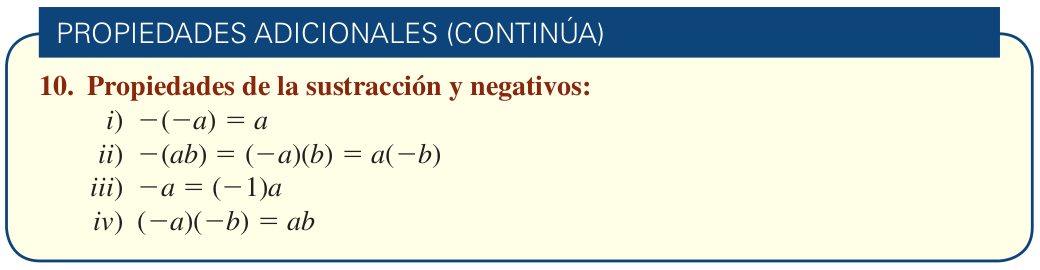 PROPIEDADES ADICIONALES (CONTINÚA)
10. Propiedades de la sustracción y negativos:
i) −(−a) = a
ii) −(ab) = (−a)(b) = a(−b)
iii) −a = (−1)a
iv) (−a)(−b) = ab